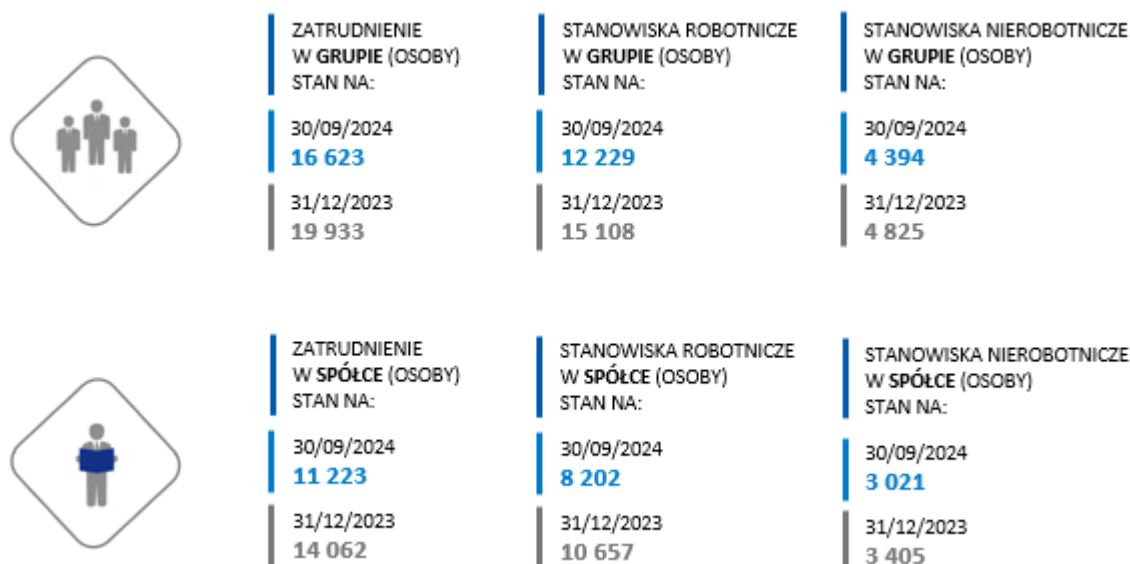 ZATRUDNIENIE
W GRUPIE (OSOBY)
STAN NA:
30/09/2024
16 623
31/12/2023
19 933
STANOWISKA ROBOTNICZE
W GRUPIE (OSOBY)
STAN NA:
30/09/2024
12 229
31/12/2023
15 108
STANOWISKA NIEROBOTNICZE
W GRUPIE (OSOBY)
STAN NA:
30/09/2024
4 394
31/12/2023
4 825
ZATRUDNIENIE
W SPÓŁCE (OSOBY)
STAN NA:
30/09/2024
11 223
31/12/2023
14 062
STANOWISKA ROBOTNICZE
W SPÓŁCE (OSOBY)
STAN NA:
30/09/2024
8 202
31/12/2023
10 657
STANOWISKA NIEROBOTNICZE
W SPÓŁCE (OSOBY)
STAN NA:
30/09/2024
3 021
31/12/2023
3 405